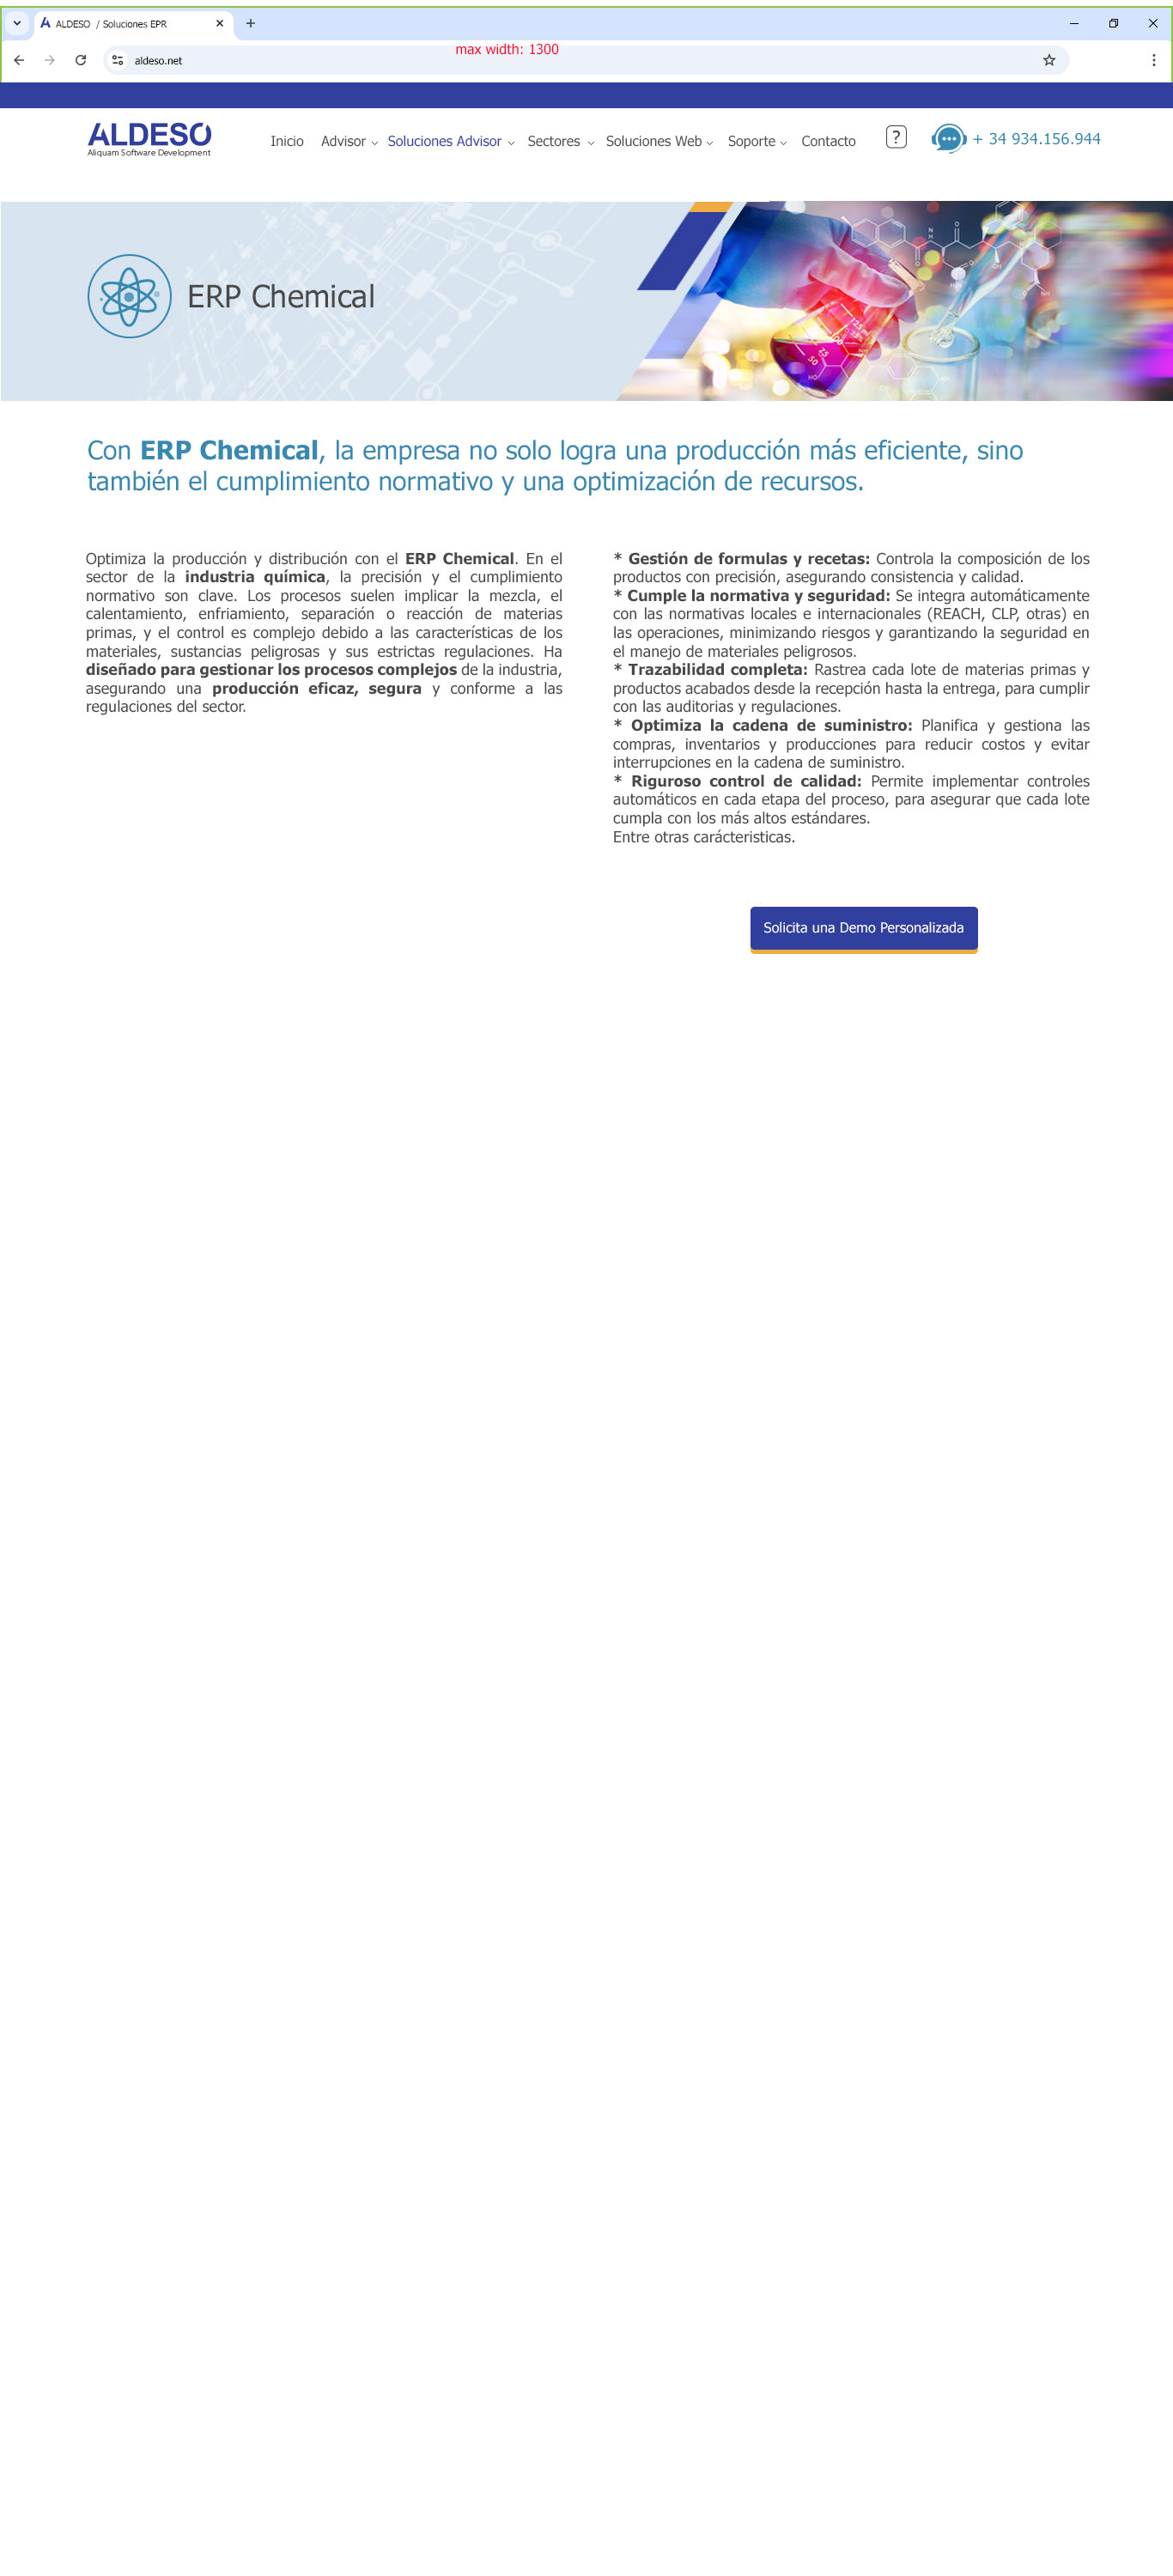 ALDESO / Soluciones EPR
max width: 1300
aldeso.net
ALDESO
Aliquam Software Development
Inicio Advisor Soluciones Advisor Sectores Soluciones Web Soporte Contacto ? + 34 934.156.944
ERP Chemical
Con ERP Chemical, la empresa no solo logra una producción más eficiente, sino
también el cumplimiento normativo y una optimización de recursos.
Optimiza la producción y distribución con el ERP Chemical. En el
sector de la industria química, la precisión y el cumplimiento
normativo son clave. Los procesos suelen implicar la mezcla, el
calentamiento, enfriamiento, separación o reacción de materias
primas, y el control es complejo debido a las características de los
materiales, sustancias peligrosas y sus estrictas regulaciones. Ha
diseñado para gestionar los procesos complejos de la industria,
asegurando una producción eficaz, segura y conforme a las
regulaciones del sector.
* Gestión de formulas y recetas: Controla la composición de los
productos con precisión, asegurando consistencia y calidad.
* Cumple la normativa y seguridad: Se integra automáticamente
con las normativas locales e internacionales (REACH, CLP, otras) en
las operaciones, minimizando riesgos y garantizando la seguridad en
el manejo de materiales peligrosos.
* Trazabilidad completa: Rastrea cada lote de materias primas y
productos acabados desde la recepción hasta la entrega, para cumplir
con las auditorias y regulaciones.
* Optimiza la cadena de suministro: Planifica y gestiona las
compras, inventarios y producciones para reducir costos y evitar
interrupciones en la cadena de suministro.
* Riguroso control de calidad: Permite implementar controles
automáticos en cada etapa del proceso, para asegurar que cada lote
cumpla con los más altos estándares.
Entre otras carácteristicas.
Solicita una Demo Personalizada